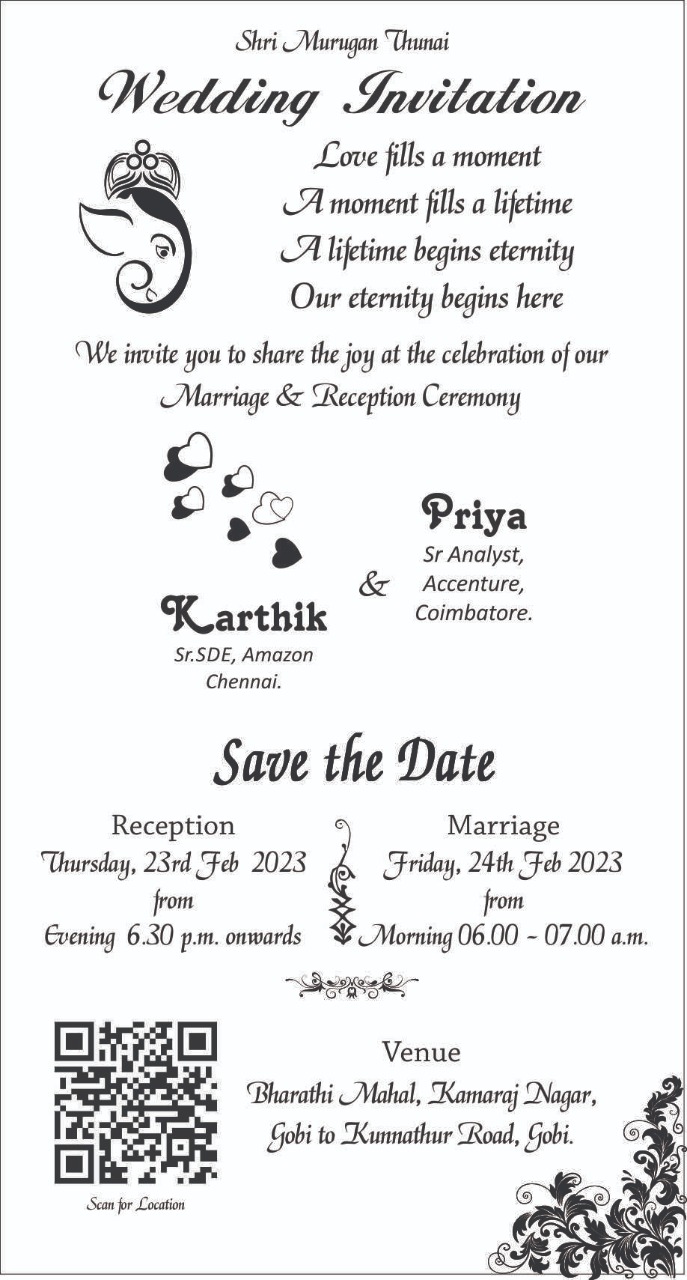 Shri Murugan Thunai
Wedding Invitation
Love fills a moment
A moment fills a lifetime
A lifetime begins eternity
Our eternity begins here
We invite you to share the joy at the celebration of our
Marriage & Reception Ceremony
Karthik
Sr.SDE, Amazon
Chennai.
&
Priya
Sr Analyst,
Accenture,
Coimbatore.
Save the Date
Reception
Thursday, 23rd Feb 2023
from
Evening 6.30 p.m. onwards
Marriage
Friday, 24th Feb 2023
from
Morning 06.00 - 07.00 a.m.
Scan for Location
Venue
Bharathi Mahal, Kamaraj Nagar,
Gobi to Kunnathur Road, Gobi.